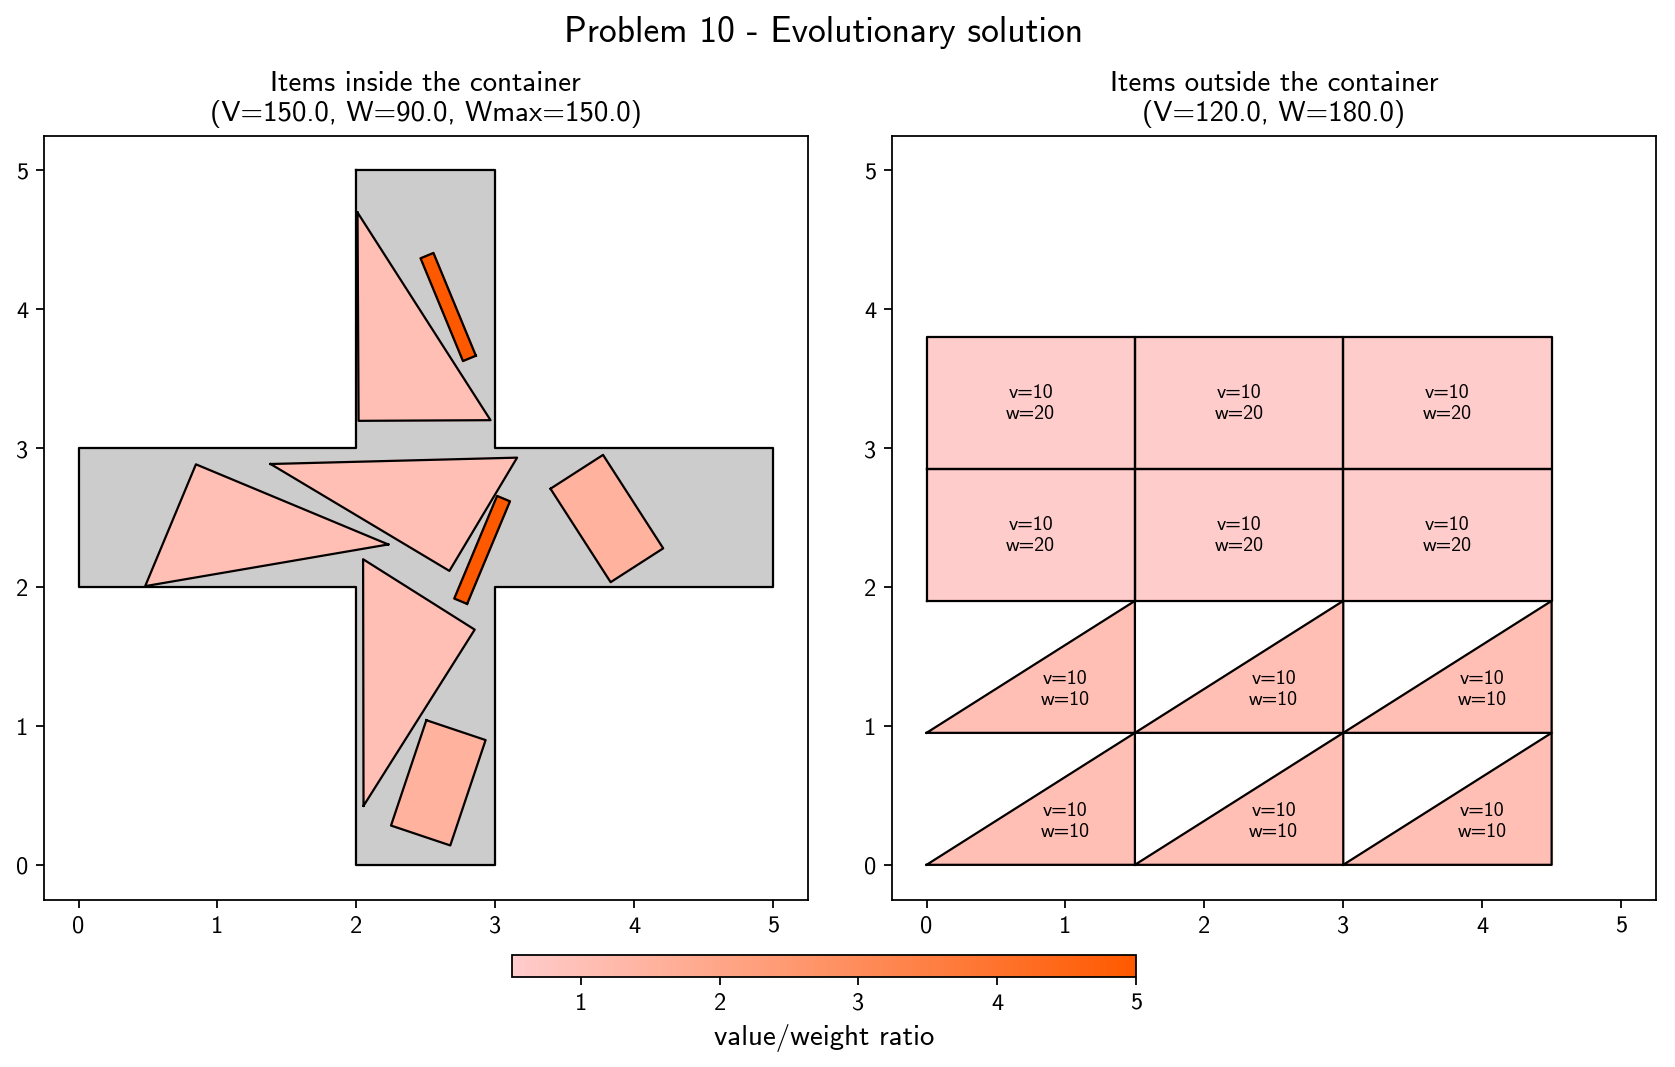 Problem 10 - Evolutionary solution
Items inside the container
(V=150.0, W=90.0, Wmax=150.0)
5
4
3
2
1
0
0 1 2 3 4 5
Items outside the container
(V=120.0, W=180.0)
5
4
3
2
1
0
v=10 v=10 v=10
w=20 w=20 w=20
v=10 v=10 v=10
w=20 w=20 w=20
v=10 v=10 v=10
w=10 w=10 w=10
v=10 v=10 v=10
w=10 w=10 w=10
0 1 2 3 4 5
1 2 3 4 5
value/weight ratio